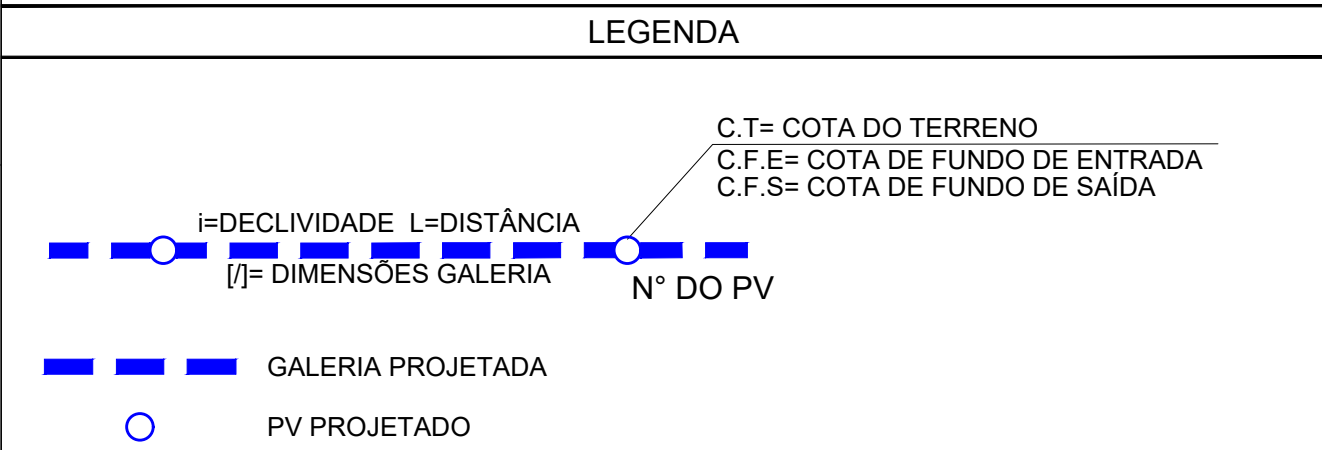 LEGENDA
C.T= COTA DO TERRENO
C.F.E= COTA DE FUNDO DE ENTRADA
C.F.S= COTA DE FUNDO DE SAÍDA
i=DECLIVIDADE L=DISTÂNCIA
[/]= DIMENSÕES GALERIA
N° DO PV
GALERIA PROJETADA
PV PROJETADO